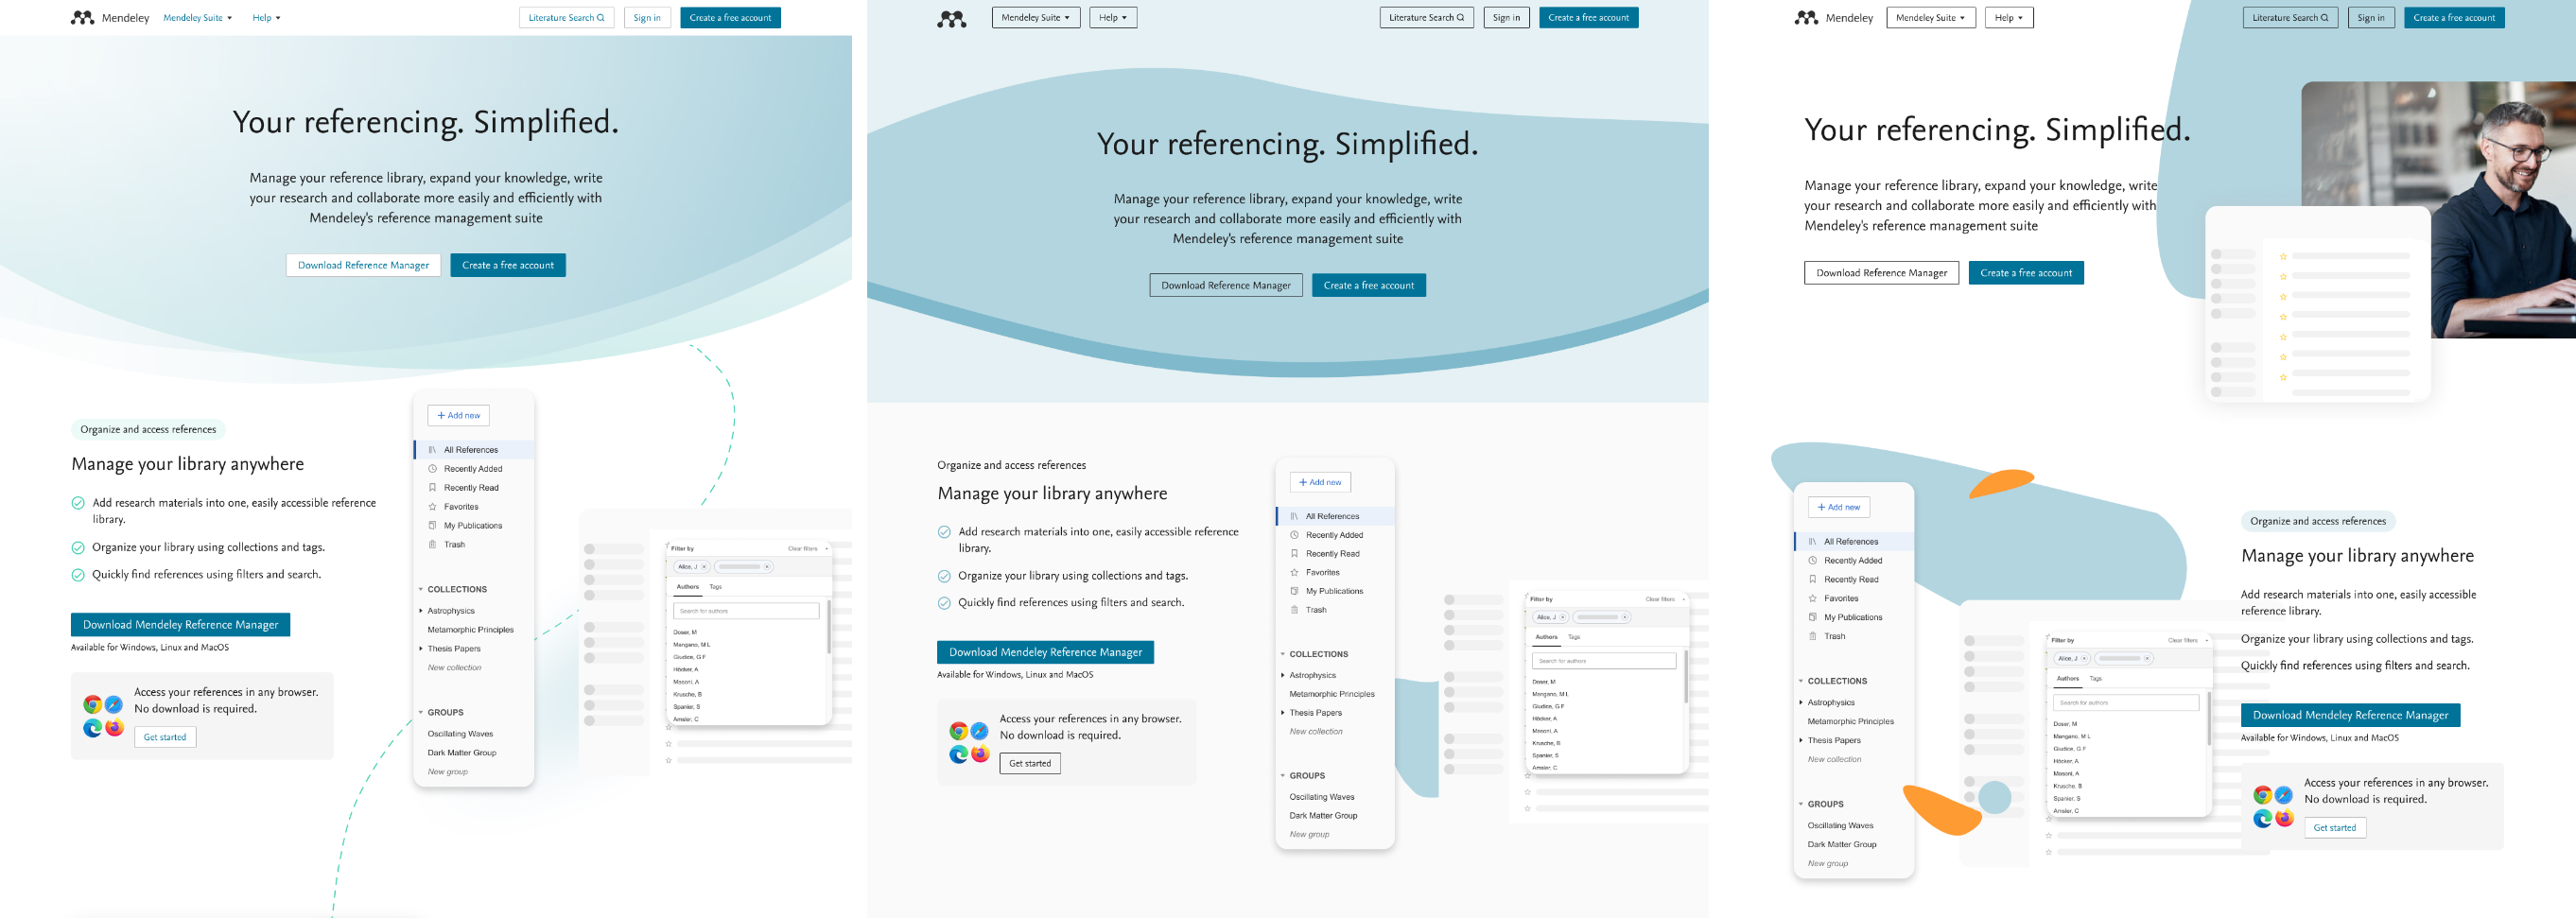 Mendeley Mendeley Suite Help Literature Search Sign in Create a free account
Your referencing. Simplified.
Manage your reference library, expand your knowledge, write
your research and collaborate more easily and efficiently with
Mendeley's reference management suite
Download Reference Manager Create a free account
Organize and access references
Manage your library anywhere
Add research materials into one, easily accessible reference
library.
Organize your library using collections and tags.
Quickly find references using filters and search.
Download Mendeley Reference Manager
Available for Windows, Linux and MacOS
Access your references in any browser.
No download is required.
Get started
+ Add new
All References
Recently Added
Recently Read
Favorites
My Publications
Trash
COLLECTIONS
Astrophysics
Metamorphic Principles
Thesis Papers
New collection
GROUPS
Oscillating Waves
Dark Matter Group
New group
Filter by Clear filters
Alice, J
Authors Tags
Search for authors
Doser, M
Mangano, M L
Giudice, G F
Höcker, A
Masoni, A
Krusche, B
Spanier, S
Amsler, C
Mendeley Suite Help Literature Search Sign in Create a free account
Your referencing. Simplified.
Manage your reference library, expand your knowledge, write
your research and collaborate more easily and efficiently with
Mendeley's reference management suite
Download Reference Manager Create a free account
Organize and access references
Manage your library anywhere
Add research materials into one, easily accessible reference
library.
Organize your library using collections and tags.
Quickly find references using filters and search.
Download Mendeley Reference Manager
Available for Windows, Linux and MacOS
Access your references in any browser.
No download is required.
Get started
+ Add new
All References
Recently Added
Recently Read
Favorites
My Publications
Trash
COLLECTIONS
Astrophysics
Metamorphic Principles
Thesis Papers
New collection
GROUPS
Oscillating Waves
Dark Matter Group
New group
Filter by Clear filters
Alice, J
Authors Tags
Search for authors
Doser, M
Mangano, M L
Giudice, G F
Höcker, A
Masoni, A
Krusche, B
Spanier, S
Amsler, C
Mendeley Mendeley Suite Help Literature Search Sign in Create a free account
Your referencing. Simplified.
Manage your reference library, expand your knowledge, write
your research and collaborate more easily and efficiently with
Mendeley's reference management suite
Download Reference Manager Create a free account
+ Add new
All References
Recently Added
Recently Read
Favorites
My Publications
Trash
COLLECTIONS
Astrophysics
Metamorphic Principles
Thesis Papers
New collection
GROUPS
Oscillating Waves
Dark Matter Group
New group
Filter by Clear filters
Alice, J
Authors Tags
Search for authors
Doser, M
Mangano, M L
Giudice, G F
Höcker, A
Masoni, A
Krusche, B
Spanier, S
Amsler, C
Organize and access references
Manage your library anywhere
Add research materials into one, easily accessible
reference library.
Organize your library using collections and tags.
Quickly find references using filters and search.
Download Mendeley Reference Manager
Available for Windows, Linux and MacOS
Access your references in any browser.
No download is required.
Get started